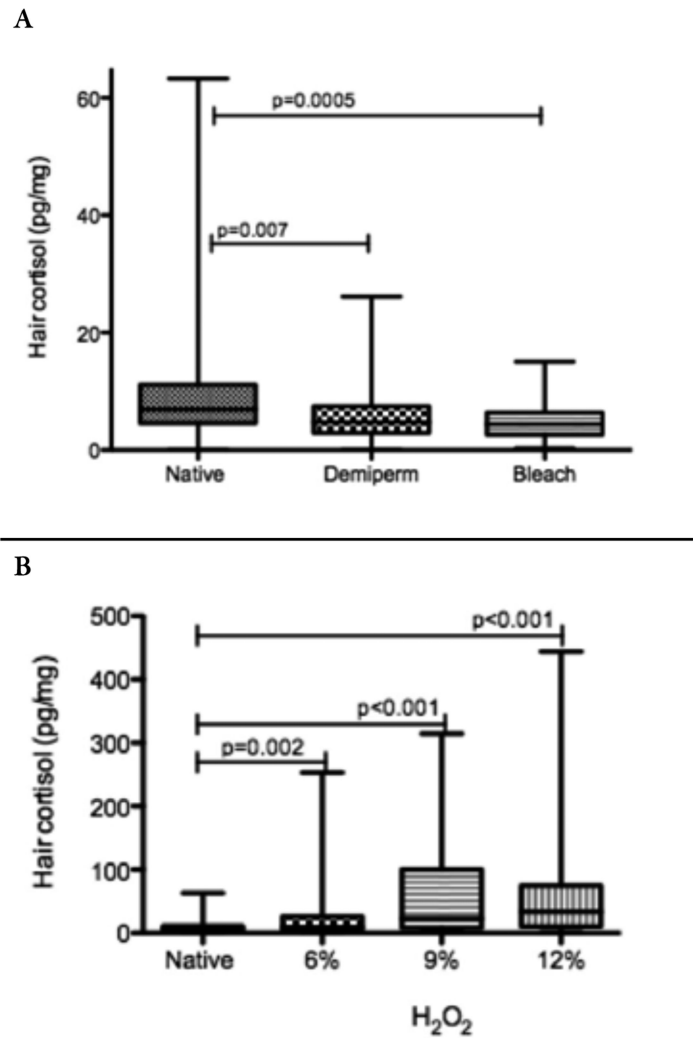 A
Hair cortisol (pg/mg)
60
40
20
0
p=0.0005
p=0.007
Native Demiperm Bleach
B
Hair cortisol (pg/mg)
500
400
300
200
100
0
p<0.001
p<0.001
p=0.002
Native 6% 9% 12%
H₂O₂